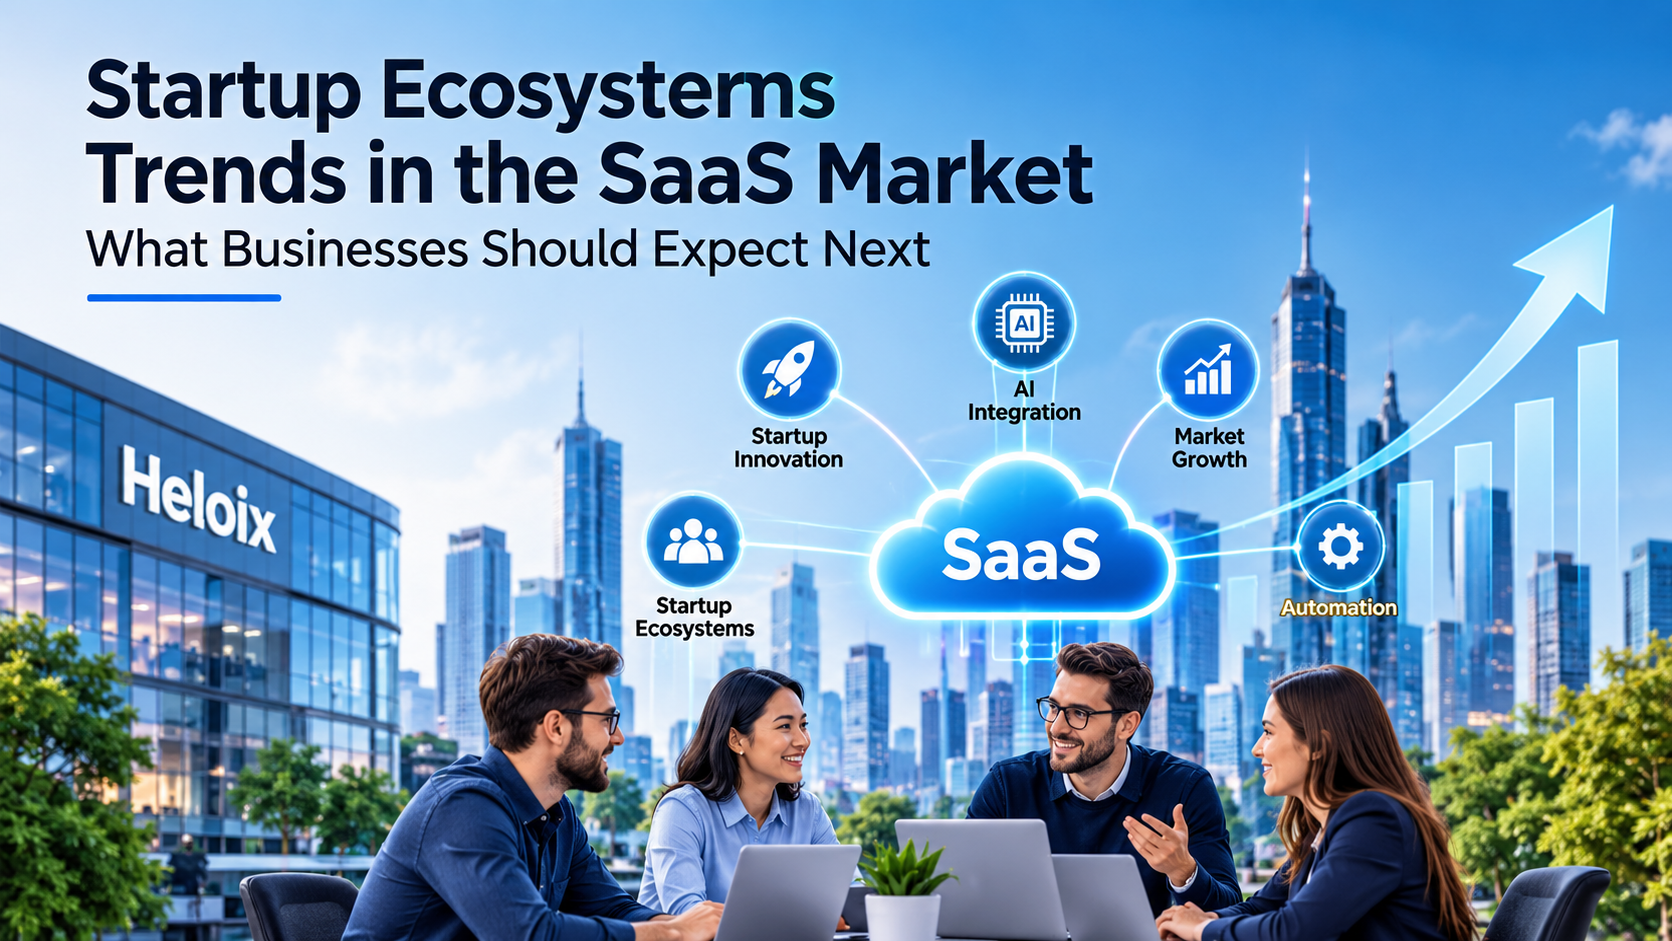 Startup Ecosystems
Trends in the SaaS Market
What Businesses Should Expect Next
AI
AI
Integration
Startup
Innovation
Market
Growth
Heloix
SaaS
Startup
Ecosystems
Automation